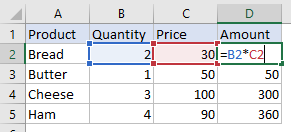 A B C D
1 Product Quantity Price Amount
2 Bread 2 30 =B2*C2
3 Butter 1 50 50
4 Cheese 3 100 300
5 Ham 4 90 360